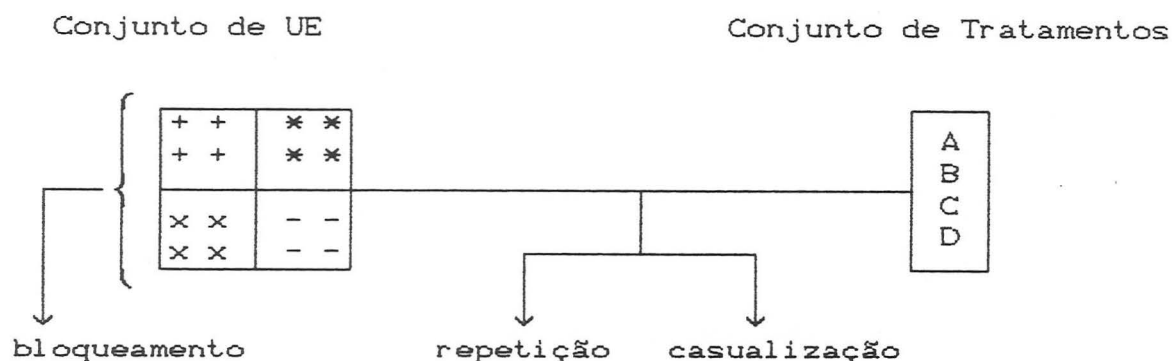 Conjunto de UE Conjunto de Tratamentos
+ + * * A
+ + * * B
x x - - C
x x - - D
bloqueamento repetição casualização